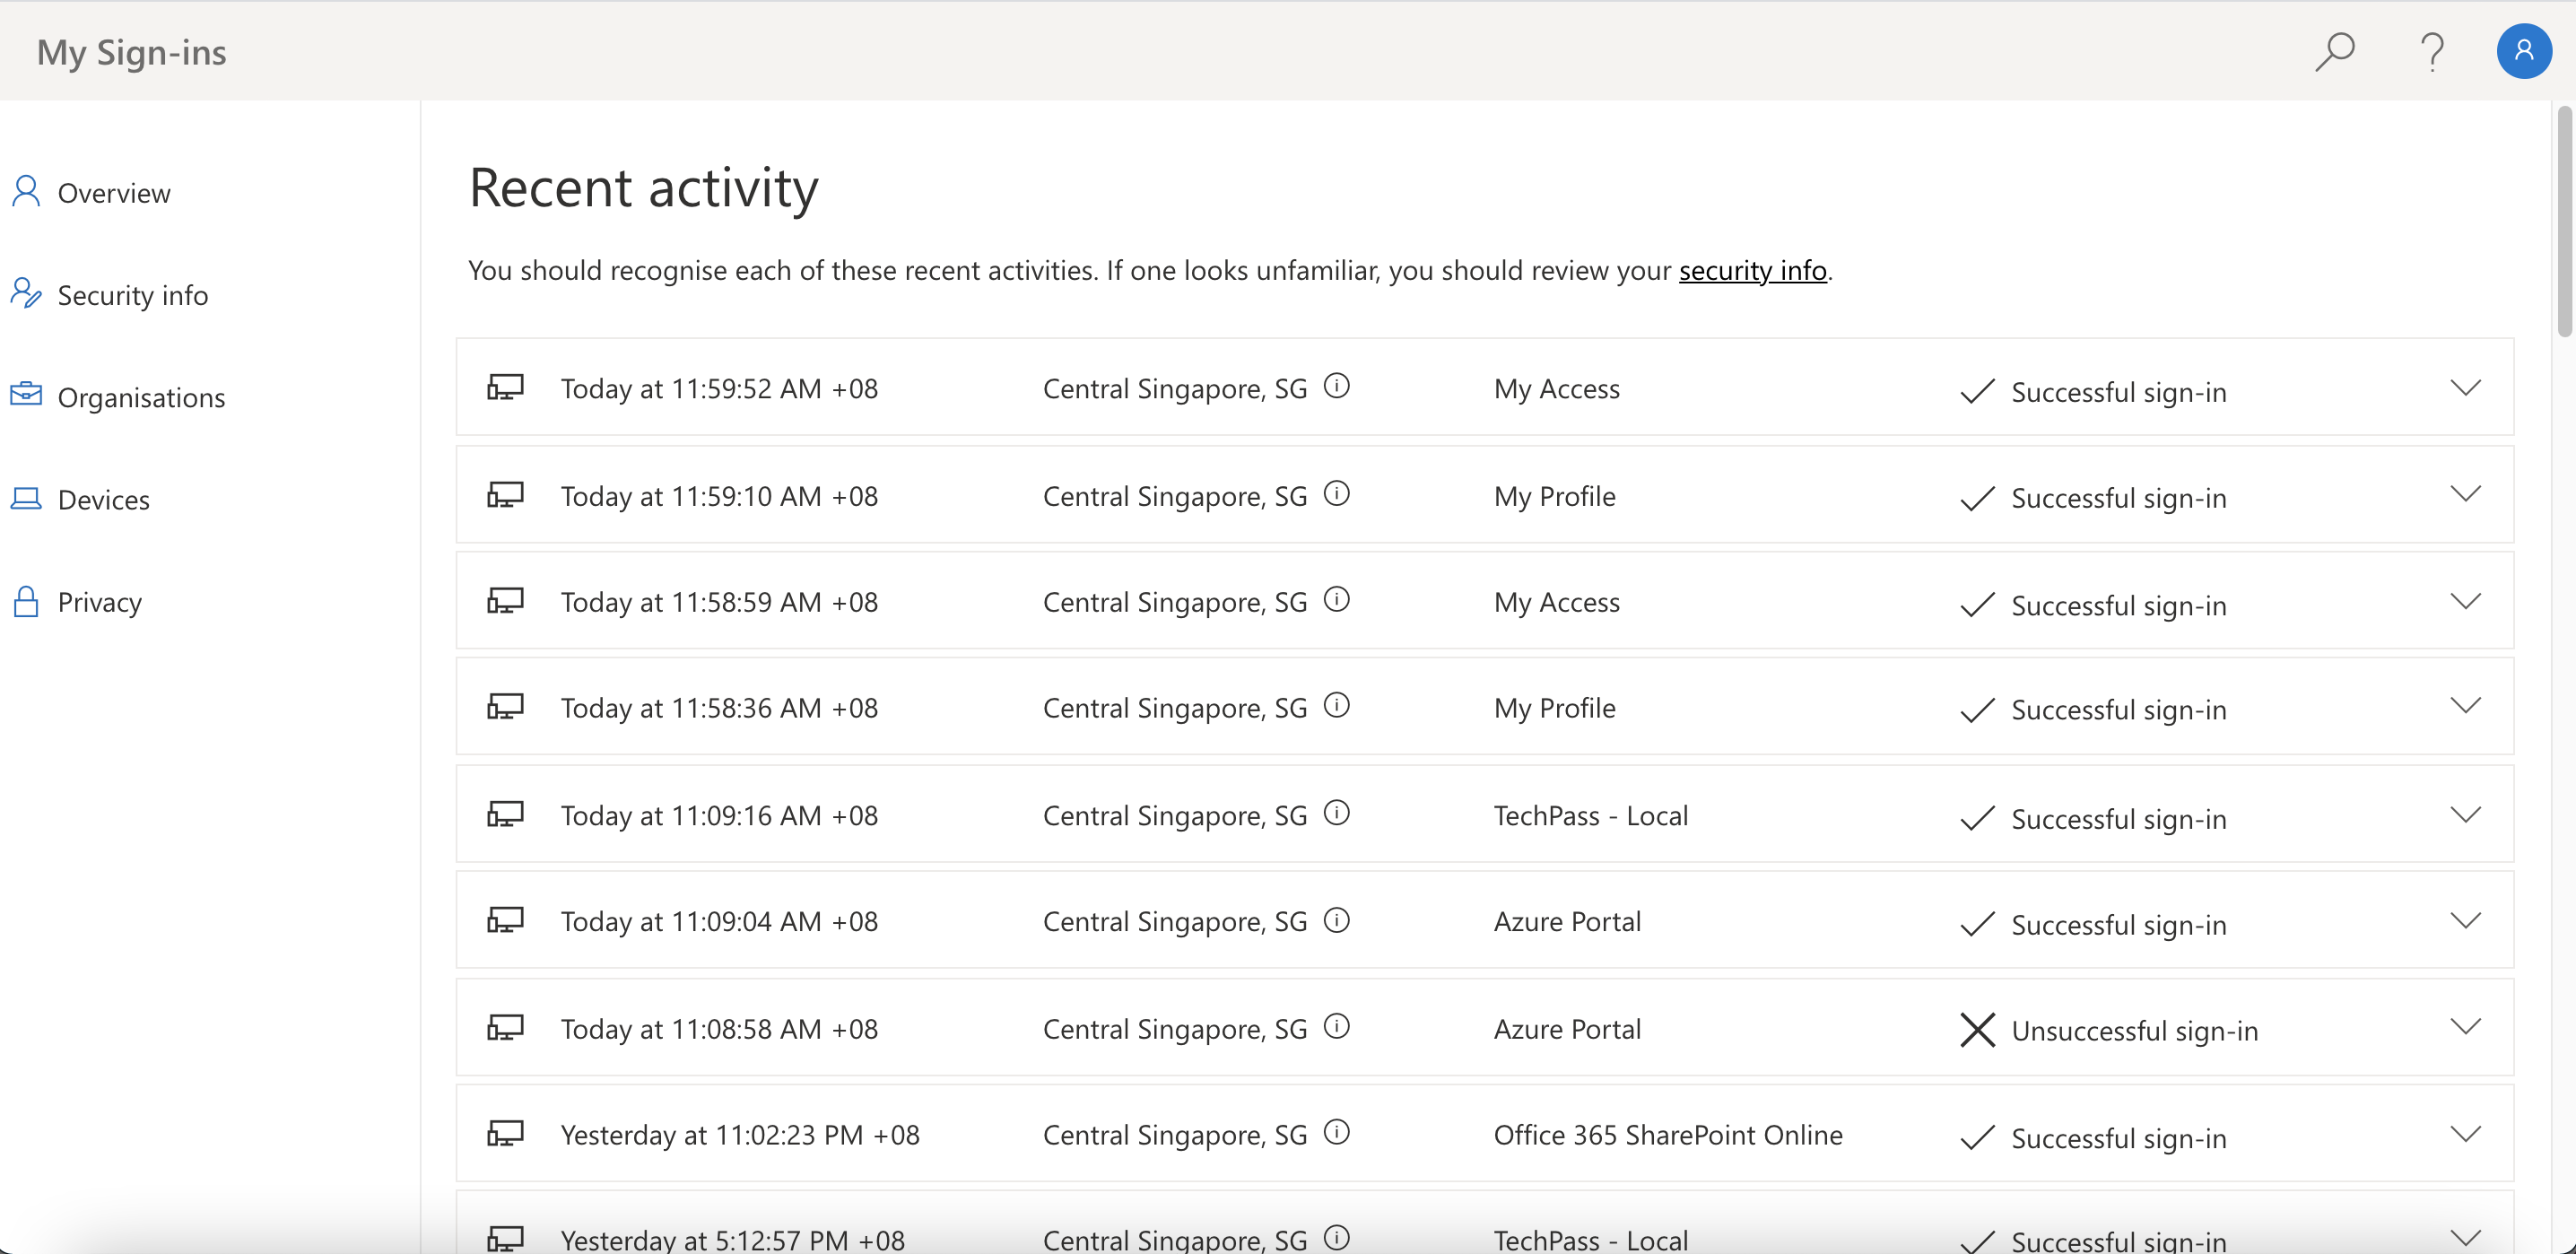 My Sign-ins
Overview
Security info
Organisations
Devices
Privacy
Recent activity
You should recognise each of these recent activities. If one looks unfamiliar, you should review your security info.
Today at 11:59:52 AM +08 Central Singapore, SG My Access Successful sign-in
Today at 11:59:10 AM +08 Central Singapore, SG My Profile Successful sign-in
Today at 11:58:59 AM +08 Central Singapore, SG My Access Successful sign-in
Today at 11:58:36 AM +08 Central Singapore, SG My Profile Successful sign-in
Today at 11:09:16 AM +08 Central Singapore, SG TechPass - Local Successful sign-in
Today at 11:09:04 AM +08 Central Singapore, SG Azure Portal Successful sign-in
Today at 11:08:58 AM +08 Central Singapore, SG Azure Portal Unsuccessful sign-in
Yesterday at 11:02:23 PM +08 Central Singapore, SG Office 365 SharePoint Online Successful sign-in
Yesterday at 5:12:57 PM +08 Central Singapore, SG TechPass - Local Successful sign-in